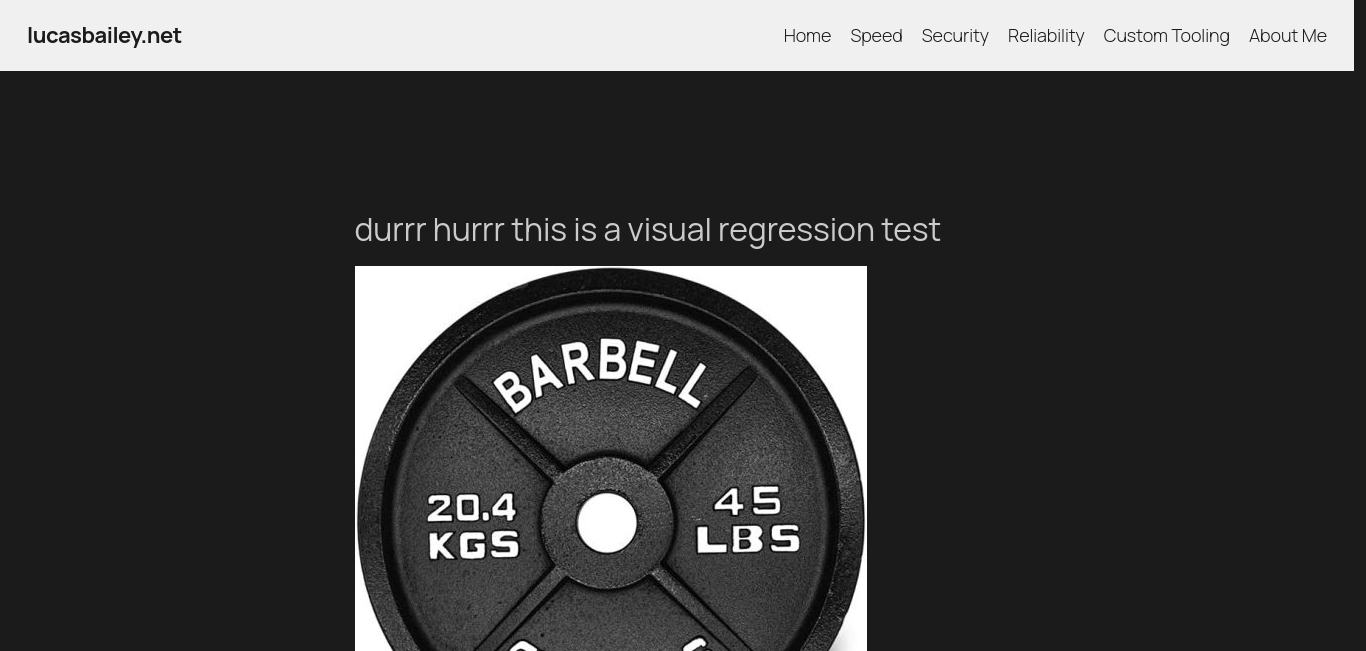 lucasbailey.net
Home Speed Security Reliability Custom Tooling About Me
durrr hurrr this is a visual regression test
BARBELL
20.4 45
KGS LBS